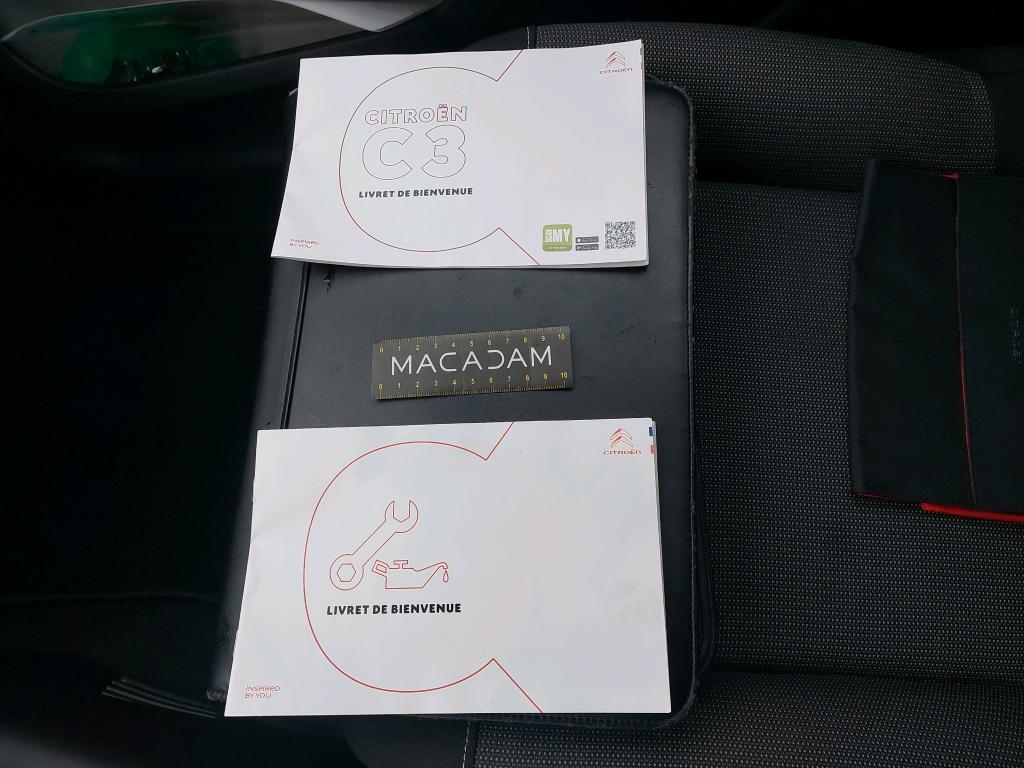 CITROËN
CITROËN
C3
LIVRET DE BIENVENUE
INSPIRED
BY YOU
SCAN MY
0 1 2 3 4 5 6 7 8 9 10
MACADAM
0 1 2 3 4 5 6 7 8 9 10
CITROËN
LIVRET DE BIENVENUE
INSPIRED
BY YOU
CITROËN